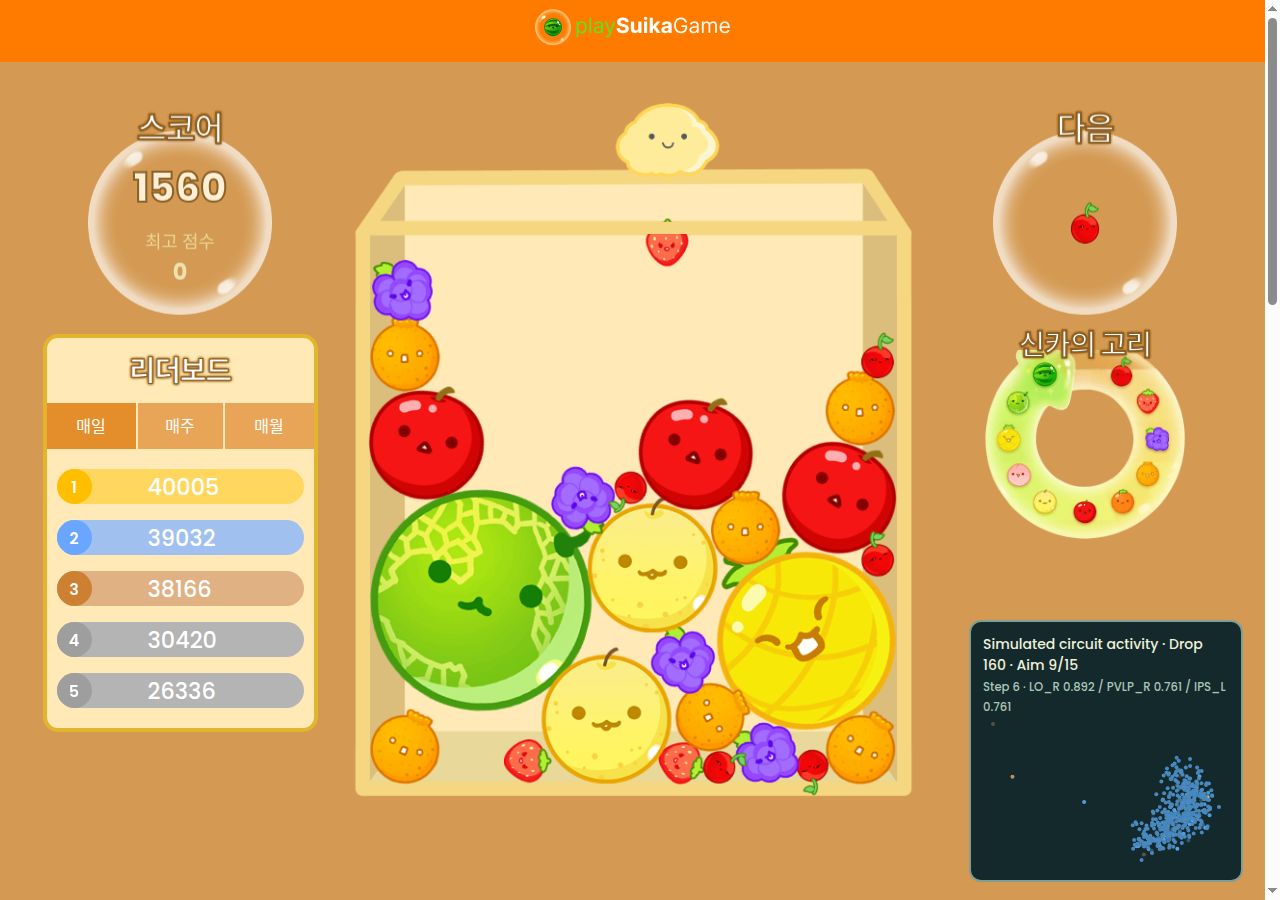 playSuikaGame
스코어
1560
최고 점수
0
다음
리더보드
매일 매주 매월
1 40005
2 39032
3 38166
4 30420
5 26336
신카의 고리
Simulated circuit activity · Drop
160 · Aim 9/15
Step 6 · LO_R 0.892 / PVLP_R 0.761 / IPS_L
0.761